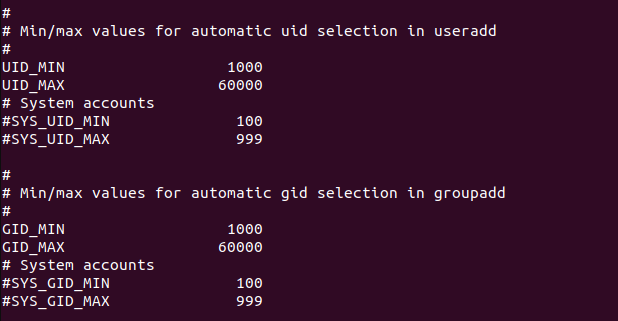 #
# Min/max values for automatic uid selection in useradd
#
UID_MIN                  1000
UID_MAX                 60000
# System accounts
#SYS_UID_MIN              100
#SYS_UID_MAX              999

#
# Min/max values for automatic gid selection in groupadd
#
GID_MIN                  1000
GID_MAX                 60000
# System accounts
#SYS_GID_MIN              100
#SYS_GID_MAX              999